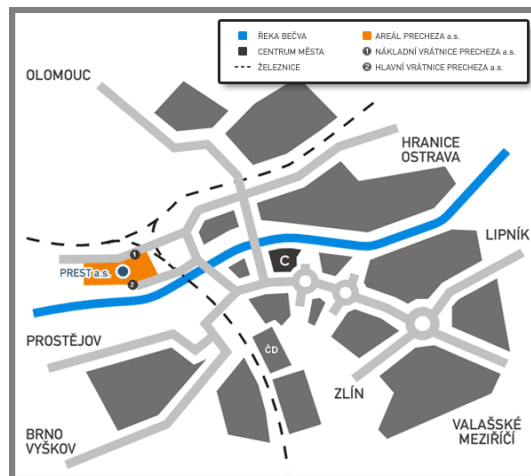 ŘEKA BEČVA
CENTRUM MĚSTA
ŽELEZNICE
AREÁL PRECHEZA a.s.
1 NÁKLADNÍ VRÁTNICE PRECHEZA a.s.
2 HLAVNÍ VRÁTNICE PRECHEZA a.s.
OLOMOUC
HRANICE
OSTRAVA
LIPNÍK
1
PREST a.s.
2
C
PROSTĚJOV
ČD
ZLÍN
BRNO
VYŠKOV
VALAŠSKÉ
MEZIŘÍČÍ